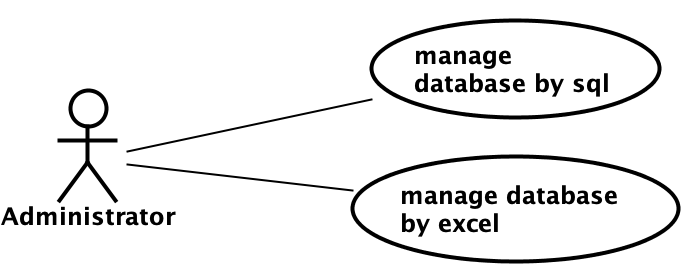 manage
database by sql
Administrator
manage database
by excel